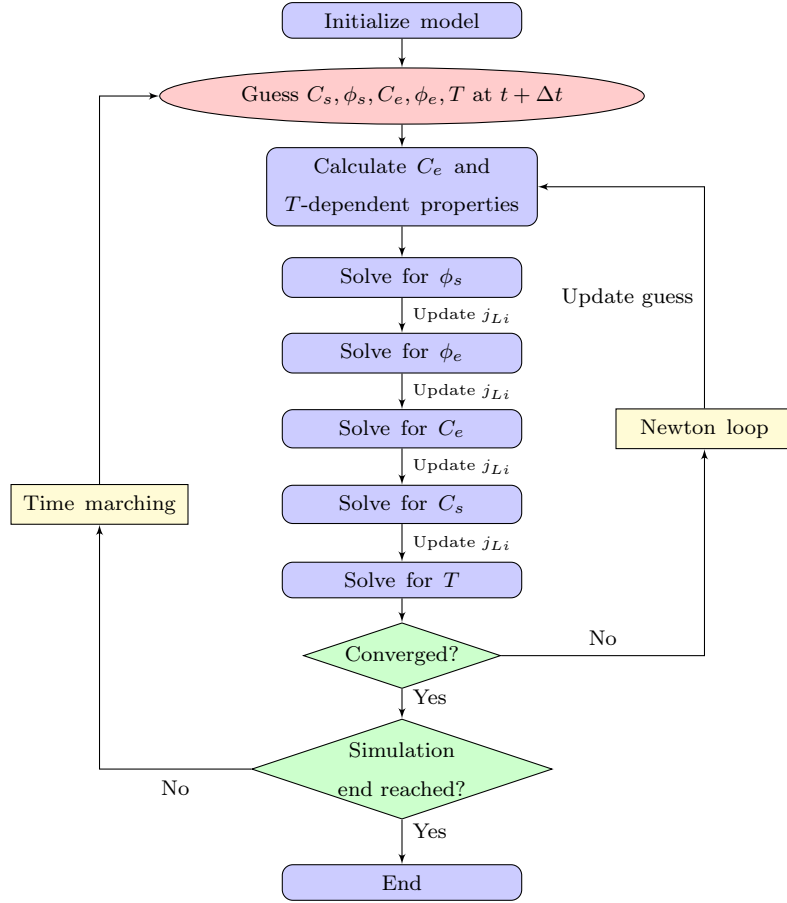 Initialize model
Guess $C_s, \phi_s, C_e, \phi_e, T$ at $t + \Delta t$
Calculate $C_e$ and
$T$-dependent properties
Solve for $\phi_s$
Update guess
Update $j_{Li}$
Solve for $\phi_e$
Update $j_{Li}$
Solve for $C_e$
Newton loop
Update $j_{Li}$
Solve for $C_s$
Time marching
Update $j_{Li}$
Solve for $T$
Converged?
No
Yes
Simulation
end reached?
No
Yes
End